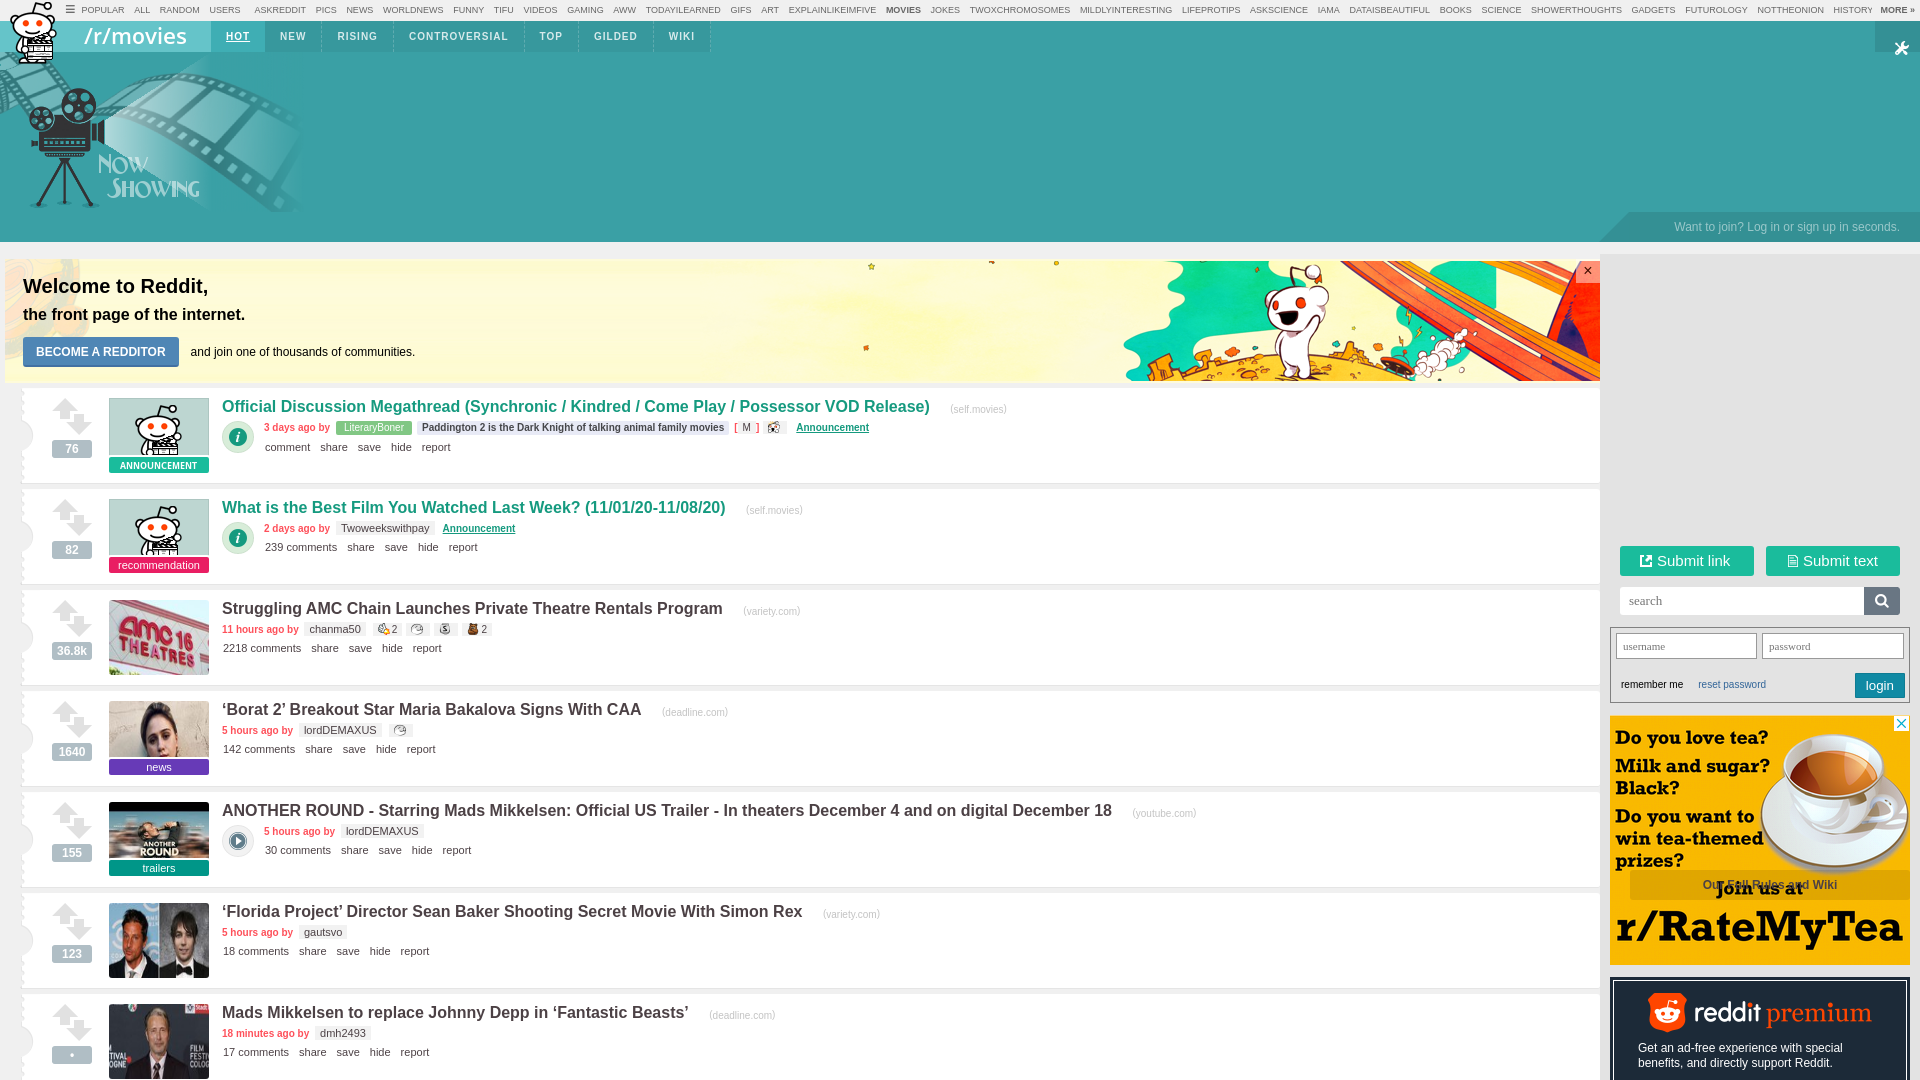 POPULAR ALL RANDOM USERS ASKREDDIT PICS NEWS WORLDNEWS FUNNY TIFU VIDEOS GAMING AWW TODAYILEARNED GIFS ART EXPLAINLIKEIMFIVE MOVIES JOKES TWOXCHROMOSOMES MILDLYINTERESTING LIFEPROTIPS ASKSCIENCE IAMA DATAISBEAUTIFUL BOOKS SCIENCE SHOWERTHOUGHTS GADGETS FUTUROLOGY NOTTHEONION HISTORY MORE »
/r/movies HOT NEW RISING CONTROVERSIAL TOP GILDED WIKI
NOW
SHOWING
Want to join? Log in or sign up in seconds.
Welcome to Reddit,
the front page of the internet.
BECOME A REDDITOR and join one of thousands of communities.
×
76
ANNOUNCEMENT
Official Discussion Megathread (Synchronic / Kindred / Come Play / Possessor VOD Release) (self.movies)
3 days ago by LiteraryBoner Paddington 2 is the Dark Knight of talking animal family movies [ M ] Announcement
comment share save hide report
82
recommendation
What is the Best Film You Watched Last Week? (11/01/20-11/08/20) (self.movies)
2 days ago by Twoweekswithpay Announcement
239 comments share save hide report
36.8k
amc 16
THEATRES
Struggling AMC Chain Launches Private Theatre Rentals Program (variety.com)
11 hours ago by chanma50 2 2
2218 comments share save hide report
1640
news
‘Borat 2’ Breakout Star Maria Bakalova Signs With CAA (deadline.com)
5 hours ago by lordDEMAXUS
142 comments share save hide report
155
ANOTHER
ROUND
trailers
ANOTHER ROUND - Starring Mads Mikkelsen: Official US Trailer - In theaters December 4 and on digital December 18 (youtube.com)
5 hours ago by lordDEMAXUS
30 comments share save hide report
123
‘Florida Project’ Director Sean Baker Shooting Secret Movie With Simon Rex (variety.com)
5 hours ago by gautsvo
18 comments share save hide report
•
Mads Mikkelsen to replace Johnny Depp in ‘Fantastic Beasts’ (deadline.com)
18 minutes ago by dmh2493
17 comments share save hide report
Submit link Submit text
search
username password
remember me reset password login
Do you love tea?
Milk and sugar?
Black?
Do you want to
win tea-themed
prizes?
Join us at
Our Full Rules and Wiki
r/RateMyTea
reddit premium
Get an ad-free experience with special
benefits, and directly support Reddit.